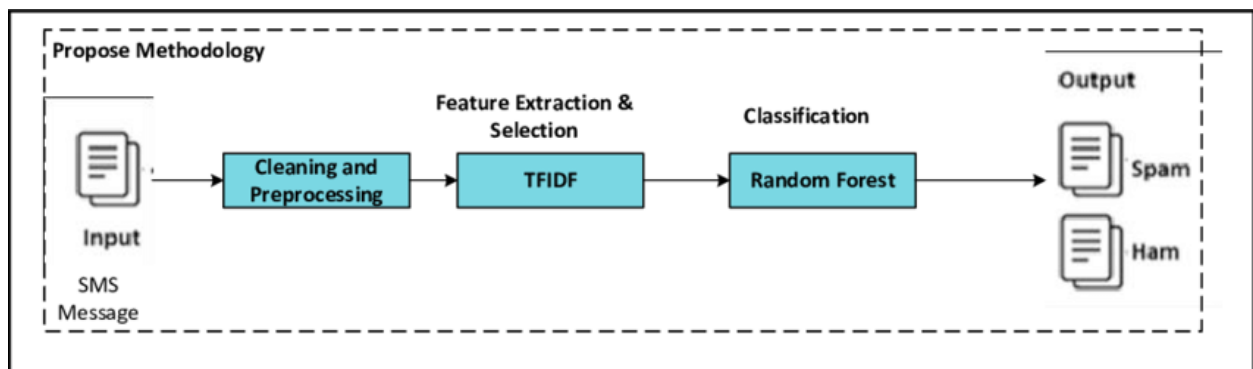 Propose Methodology
Input
SMS
Message
Cleaning and
Preprocessing
Feature Extraction &
Selection
TFIDF
Classification
Random Forest
Output
Spam
Ham